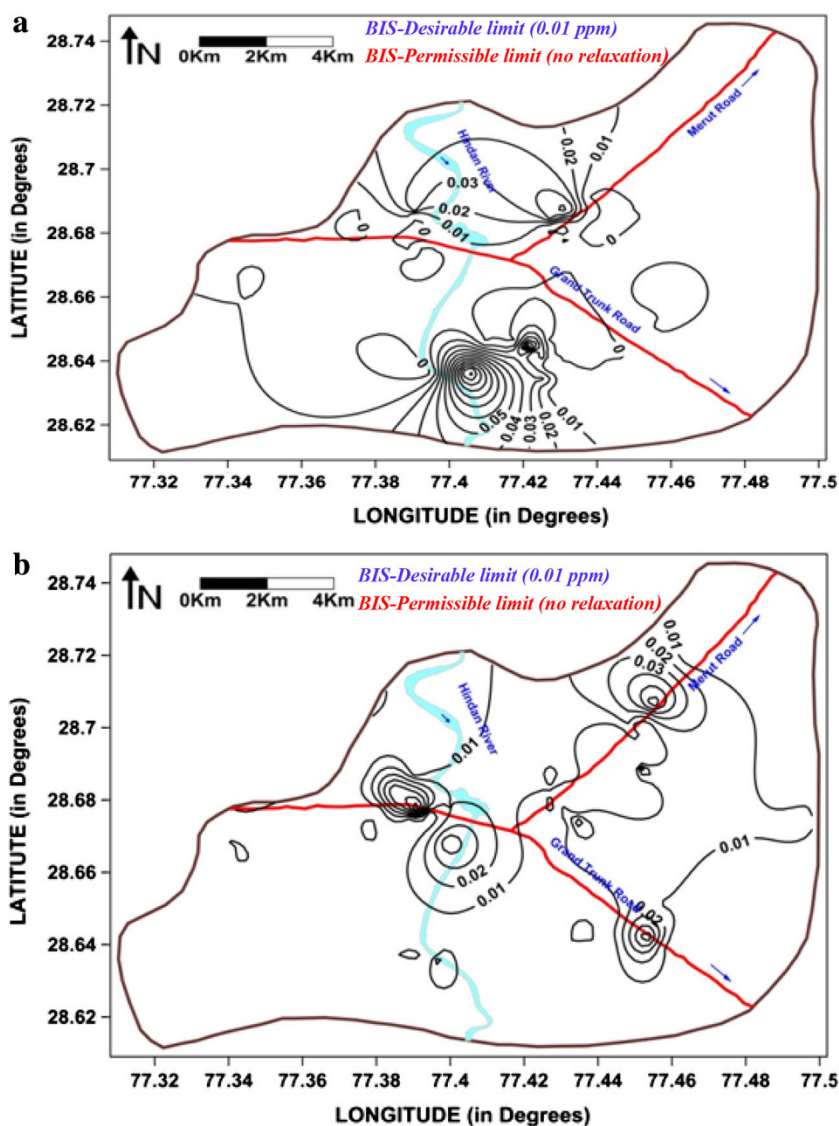 a
BIS-Desirable limit (0.01 ppm)
BIS-Permissible limit (no relaxation)
N
0Km 2Km 4Km
28.74
28.72
28.7
28.68
28.66
28.64
28.62
LATITUTE (in Degrees)
Hindan River
Merut Road
Grand Trunk Road
0.02
0.01
0.03
0.02
0.01
0
0
0
0
0
0.05
0.04
0.03
0.02
0.01
77.32 77.34 77.36 77.38 77.4 77.42 77.44 77.46 77.48 77.5
LONGITUDE (in Degrees)
b
BIS-Desirable limit (0.01 ppm)
BIS-Permissible limit (no relaxation)
N
0Km 2Km 4Km
28.74
28.72
28.7
28.68
28.66
28.64
28.62
LATITUTE (in Degrees)
Hindan River
Merut Road
Grand Trunk Road
0.01
0.02
0.03
0.01
0.02
0.01
0.01
0.02
77.32 77.34 77.36 77.38 77.4 77.42 77.44 77.46 77.48 77.5
LONGITUDE (in Degrees)